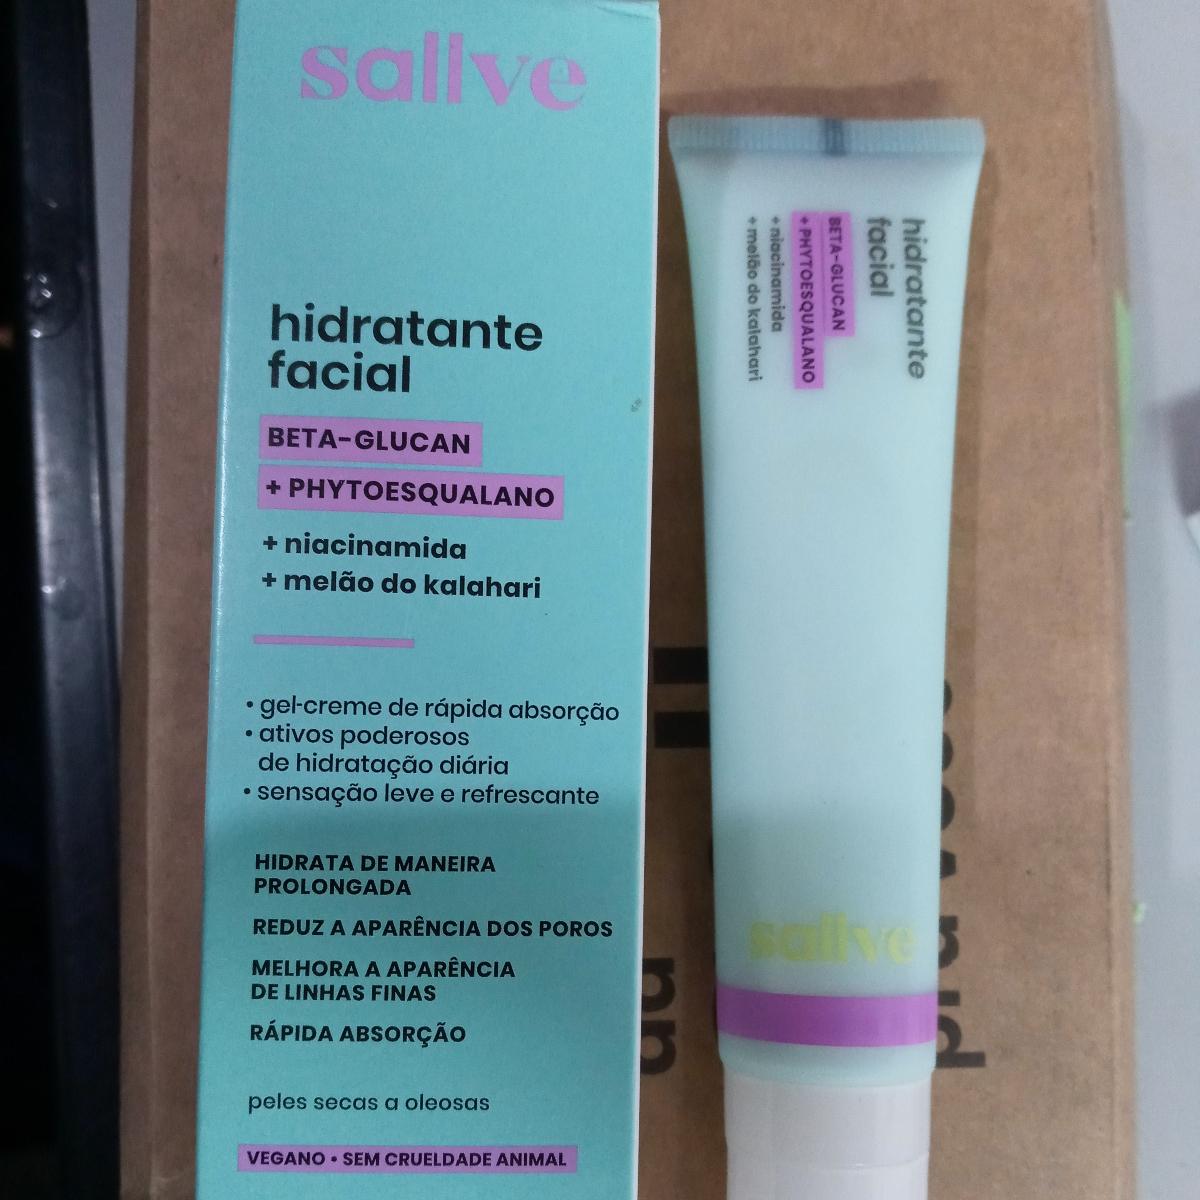 sallve
hidratante
facial
BETA-GLUCAN
+ PHYTOESQUALANO
+ niacinamida
+ melão do kalahari
• gel-creme de rápida absorção
• ativos poderosos
de hidratação diária
• sensação leve e refrescante
HIDRATA DE MANEIRA
PROLONGADA
REDUZ A APARÊNCIA DOS POROS
MELHORA A APARÊNCIA
DE LINHAS FINAS
RÁPIDA ABSORÇÃO
peles secas a oleosas
VEGANO • SEM CRUELDADE ANIMAL
hidratante
facial
BETA-GLUCAN
+ PHYTOESQUALANO
+ niacinamida
+ melão do kalahari
sallve